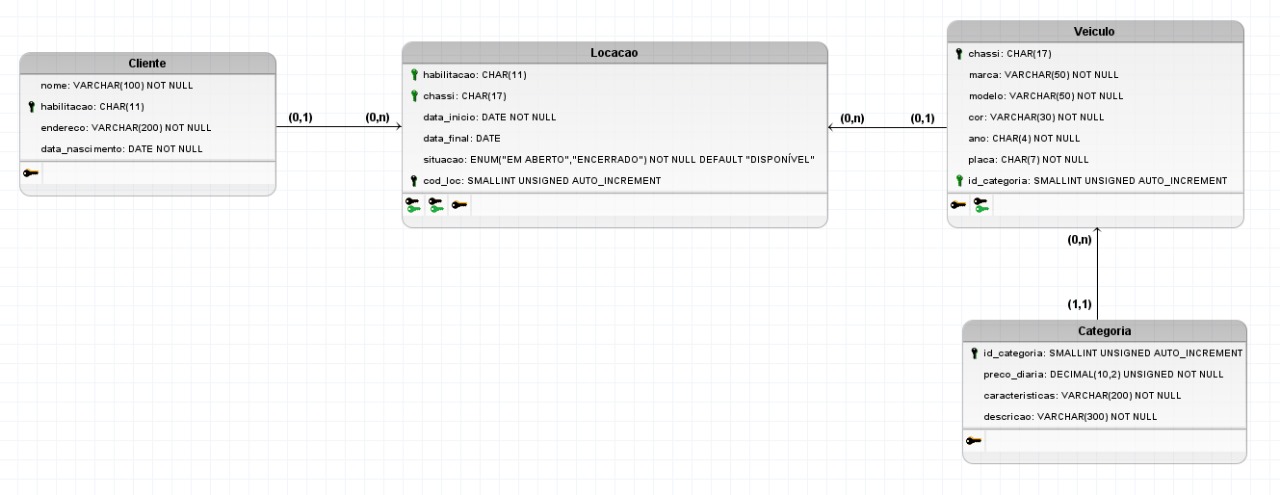 Cliente
nome: VARCHAR(100) NOT NULL
habilitacao: CHAR(11)
endereco: VARCHAR(200) NOT NULL
data_nascimento: DATE NOT NULL
(0,1)
(0,n)
Locacao
habilitacao: CHAR(11)
chassi: CHAR(17)
data_inicio: DATE NOT NULL
data_final: DATE
situacao: ENUM("EM ABERTO","ENCERRADO") NOT NULL DEFAULT "DISPONÍVEL"
cod_loc: SMALLINT UNSIGNED AUTO_INCREMENT
(0,n)
(0,1)
Veiculo
chassi: CHAR(17)
marca: VARCHAR(50) NOT NULL
modelo: VARCHAR(50) NOT NULL
cor: VARCHAR(30) NOT NULL
ano: CHAR(4) NOT NULL
placa: CHAR(7) NOT NULL
id_categoria: SMALLINT UNSIGNED AUTO_INCREMENT
(0,n)
(1,1)
Categoria
id_categoria: SMALLINT UNSIGNED AUTO_INCREMENT
preco_diaria: DECIMAL(10,2) UNSIGNED NOT NULL
caracteristicas: VARCHAR(200) NOT NULL
descricao: VARCHAR(300) NOT NULL